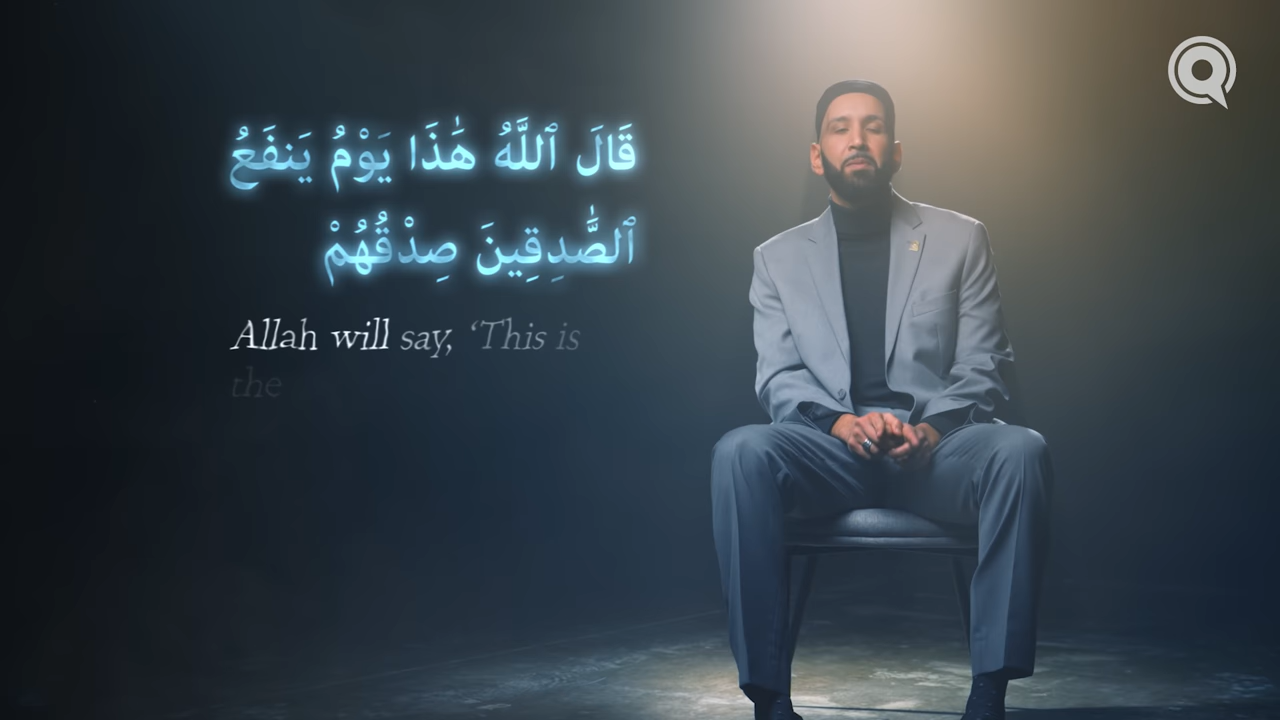 قَالَ ٱللَّهُ هَٰذَا يَوْمُ يَنفَعُ
ٱلصَّٰدِقِينَ صِدْقُهُمْ
Allah will say, ‘This is
the